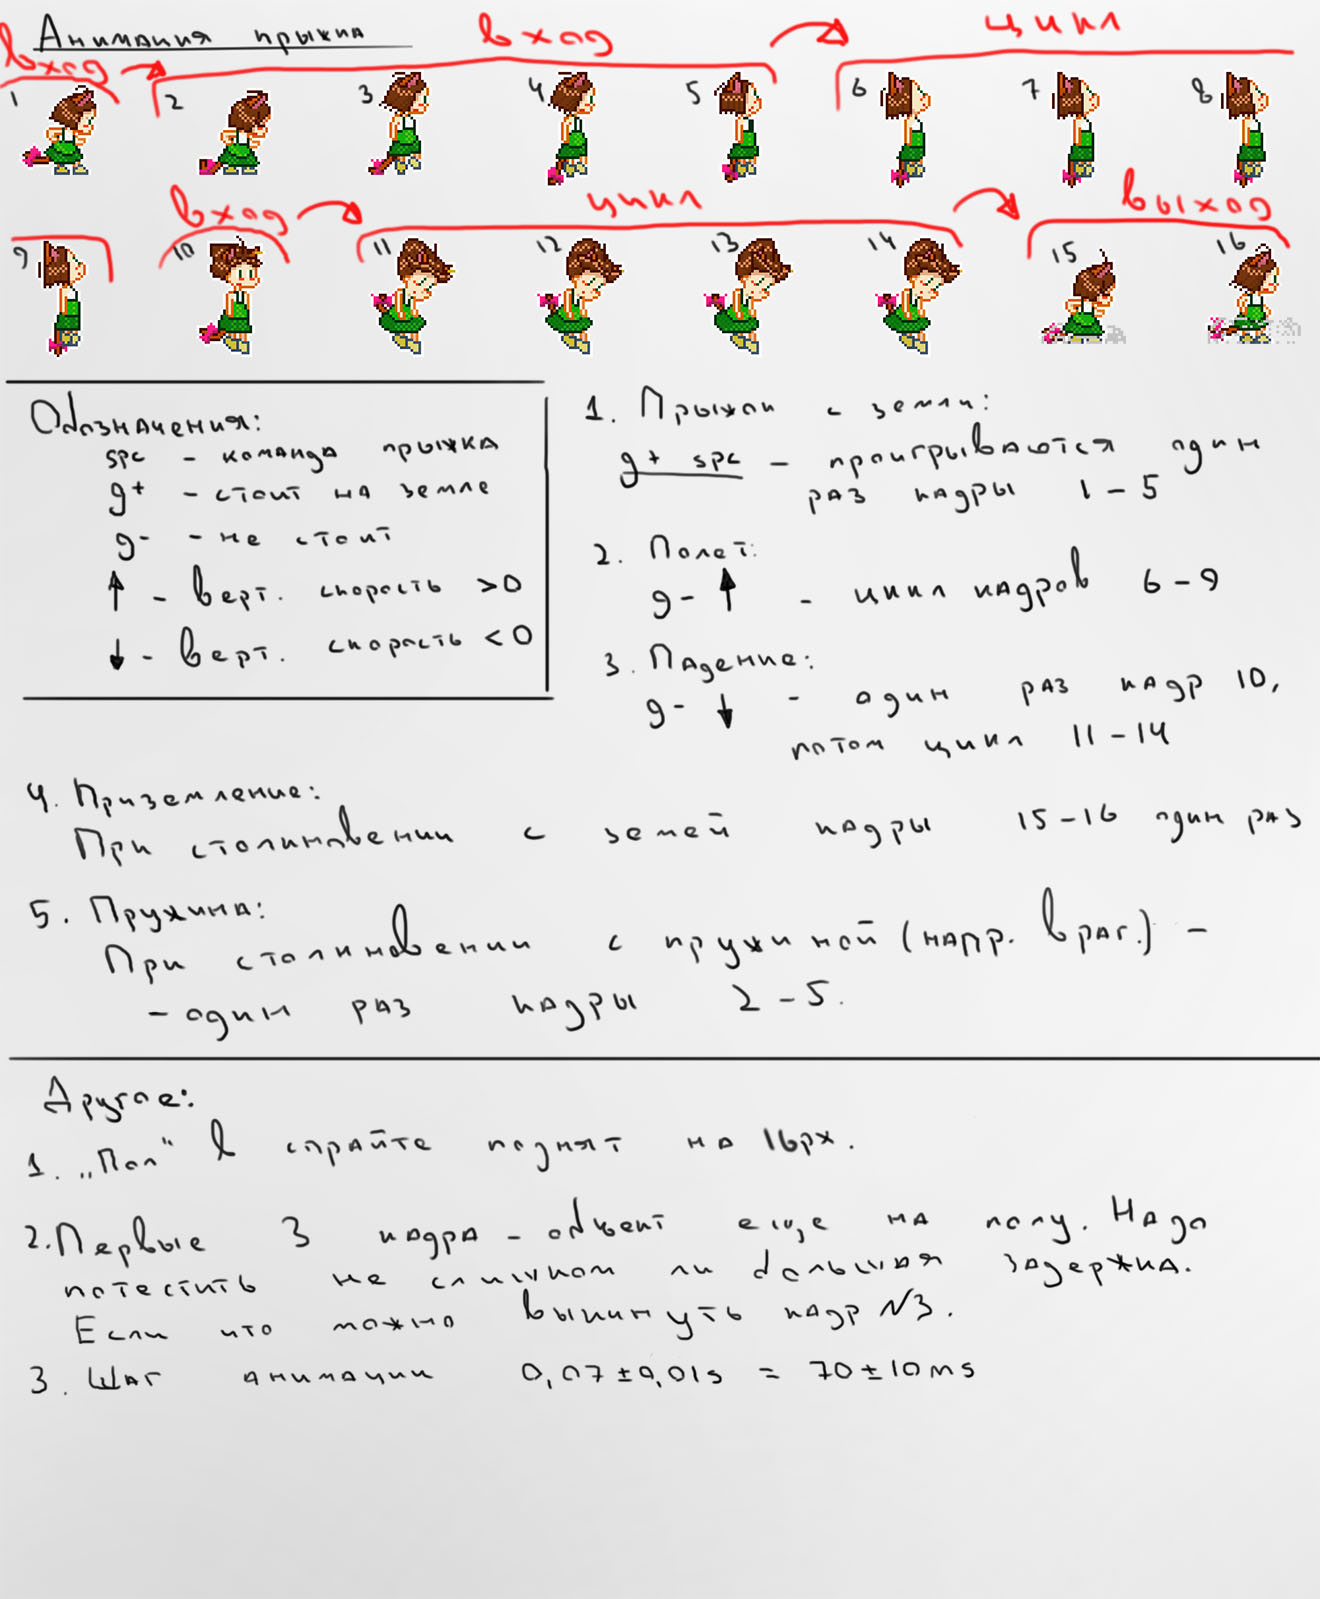 Анимация прыжка
вход
вход
цикл
1 2 3 4 5 6 7 8
вход
цикл
выход
9 10 11 12 13 14 15 16
Обозначения:
spc - команда прыжка
g+ - стоит на земле
g- - не стоит
↑ - верт. скорость >0
↓ - верт. скорость <0
1. Прыжок с земли:
g+ spc - проигрываются один
раз кадры 1-5
2. Полет:
g- ↑ - цикл кадров 6-9
3. Падение:
g- ↓ - один раз кадр 10,
потом цикл 11-14
4. Приземление:
При столкновении сземей кадры 15-16 один раз
5. Пружина:
При столкновении с пружиной (напр. враг.) -
- один раз кадры 2-5.
Другое:
1. „Пол“ в спрайте поднят на 16px.
2. Первые 3 кадра - объект еще на полу. Надо
потестить не слишком ли большая задержка.
Если что можно выкинуть кадр №3.
3. Шаг анимации 0,07±0,01s = 70±10ms